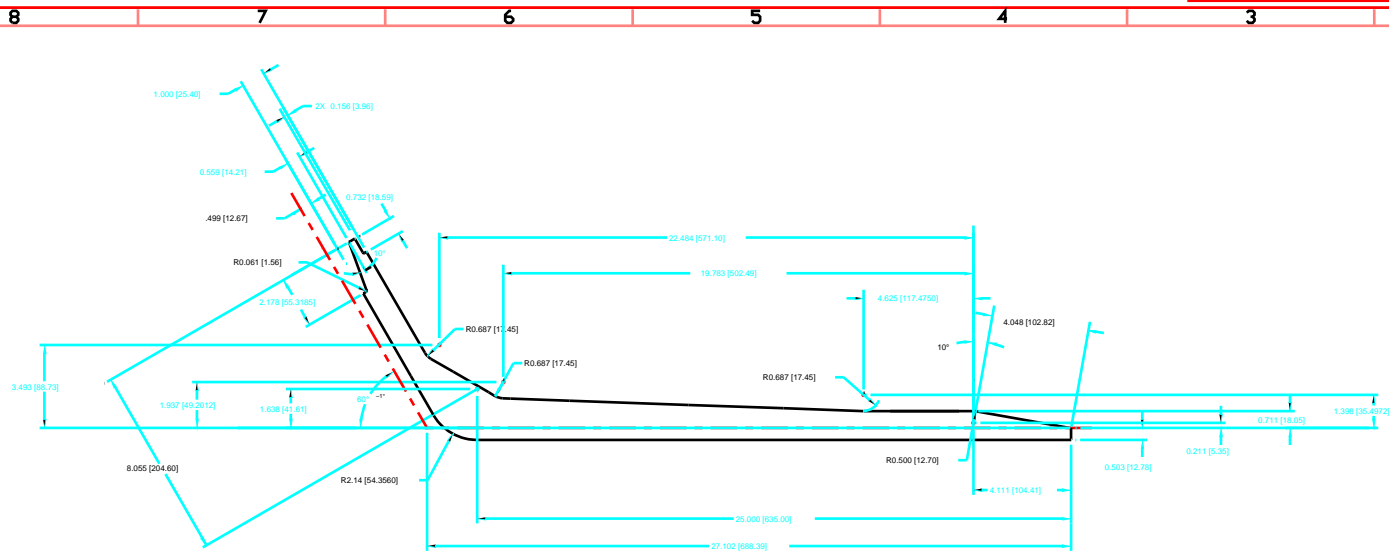 8 7 6 5 4 3
1.000 [25.40]
2X 0.156 [3.96]
0.559 [14.21]
0.732 [18.59]
.499 [12.67]
22.484 [571.10]
30°
R0.061 [1.56]
19.783 [502.49]
2.178 [55.3185]
4.625 [117.4750]
4.048 [102.82]
R0.687 [17.45]
10°
R0.687 [17.45]
R0.687 [17.45]
3.493 [88.73]
60° -1°
1.937 [49.2012]
1.638 [41.61]
1.398 [35.4972]
0.711 [18.05]
0.211 [5.35]
R0.500 [12.70]
8.055 [204.60]
0.503 [12.78]
R2.14 [54.3560]
4.111 [104.41]
25.000 [635.00]
27.102 [688.39]